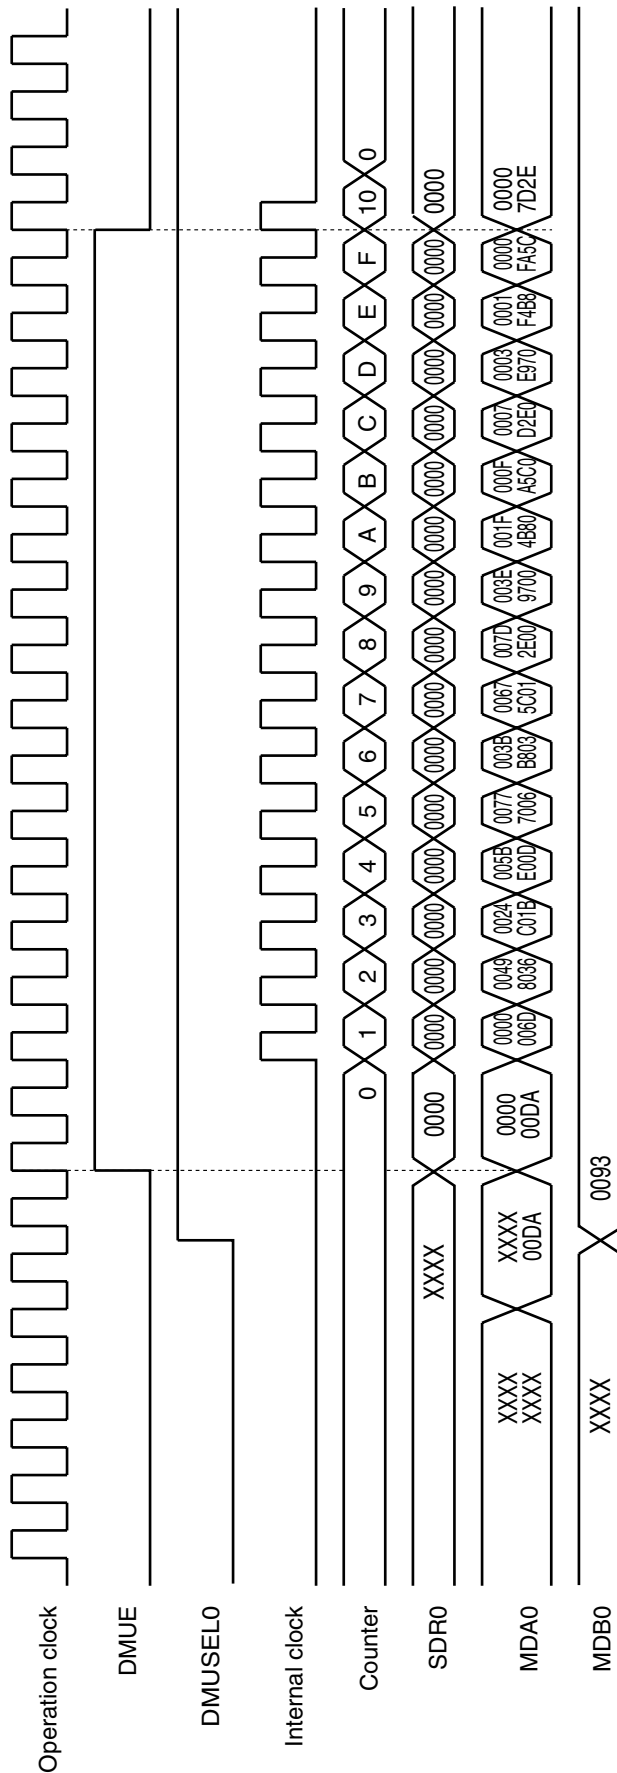 Operation clock
DMUE
DMUSEL0
Internal clock
Counter
0 1 2 3 4 5 6 7 8 9 A B C D E F 10 0
SDR0
XXXX 0000 0000 0000 0000 0000 0000 0000 0000 0000 0000 0000 0000 0000 0000 0000 0000 0000
MDA0
XXXX XXXX 0000 0000 0049 0024 005B 0077 003B 0067 007D 003E 001F 000F 0007 0003 0001 0000 0000
XXXX 00DA 00DA 006D 8036 C01B E00D 7006 B803 5C01 2E00 9700 4B80 A5C0 D2E0 E970 F4B8 FA5C 7D2E
MDB0
XXXX 0093